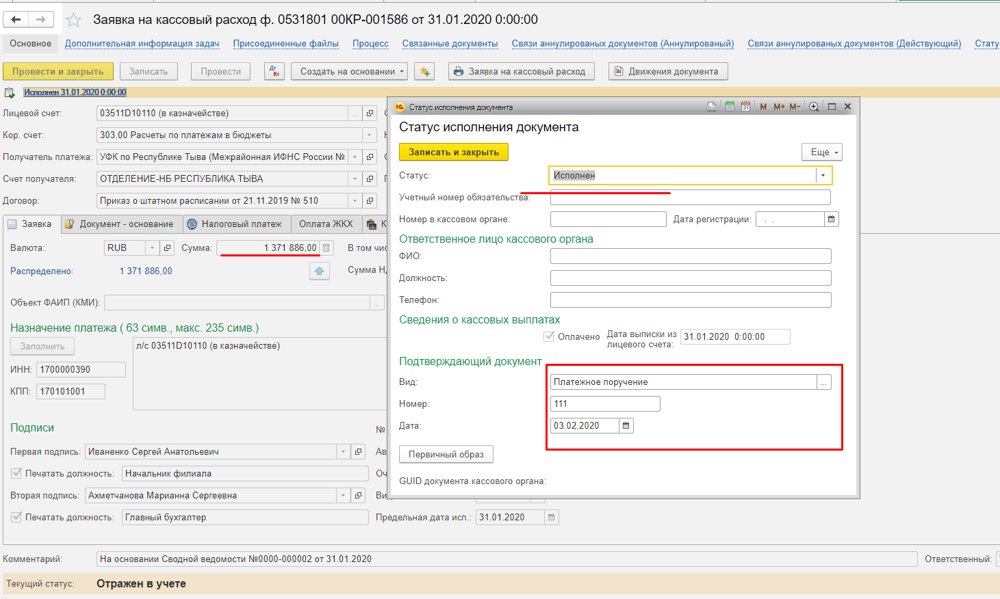 Заявка на кассовый расход ф. 0531801 00КР-001586 от 31.01.2020 0:00:00
Основное Дополнительная информация задач Присоединенные файлы Процесс Связанные документы Связи аннулированых документов (Аннулированый) Связи аннулированых документов (Действующий) Стату
Провести и закрыть Записать Провести Дт Кт Создать на основании Заявка на кассовый расход Движения документа
Исполнен 31.01.2020 0:00:00
Лицевой счет: 03511D10110 (в казначействе) ...
Кор. счет: 303.00 Расчеты по платежам в бюджеты
Получатель платежа: УФК по Республике Тыва (Межрайонная ИФНС России №
Счет получателя: ОТДЕЛЕНИЕ-НБ РЕСПУБЛИКА ТЫВА
Договор: Приказ о штатном расписании от 21.11.2019 № 510
Заявка Документ - основание Налоговый платеж Оплата ЖКХ К
Валюта: RUB Сумма: 1 371 886,00 В том чис
Распределено: 1 371 886,00 Сумма НД
Объект ФАИП (КМИ): ...
Назначение платежа ( 63 симв., макс. 235 симв.)
Заполнить л/с 03511D10110 (в казначействе)
ИНН: 1700000390
КПП: 170101001
Подписи №
Первая подпись: Иваненко Сергей Анатольевич Ав
Печатать должность: Начальник филиала Оч
Вторая подпись: Ахметчанова Марианна Сергеевна Ви
Печатать должность: Главный бухгалтер Предельная дата исп.: 31.01.2020
Комментарий: На основании Сводной ведомости №0000-000002 от 31.01.2020 Ответственный:
Текущий статус: Отражен в учете
1С Статус исполнения документа 31 M M+ M-
Статус исполнения документа
Записать и закрыть Еще
Статус: Исполнен
Учетный номер обязательства:
Номер в кассовом органе: Дата регистрации: . .
Ответственное лицо кассового органа
ФИО:
Должность:
Телефон:
Сведения о кассовых выплатах
Оплачено Дата выписки из лицевого счета: 31.01.2020 0:00:00
Подтверждающий документ
Вид: Платежное поручение ...
Номер: 111
Дата: 03.02.2020
Первичный образ
GUID документа кассового органа: